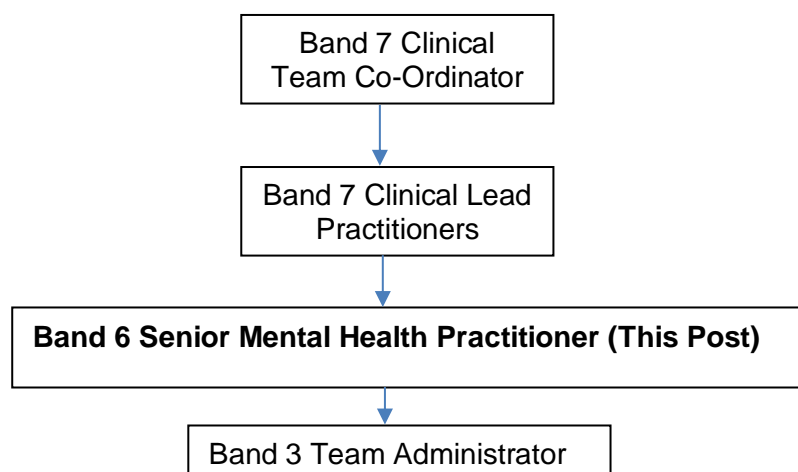 Band 7 Clinical
Team Co-Ordinator
Band 7 Clinical Lead
Practitioners
Band 6 Senior Mental Health Practitioner (This Post)
Band 3 Team Administrator